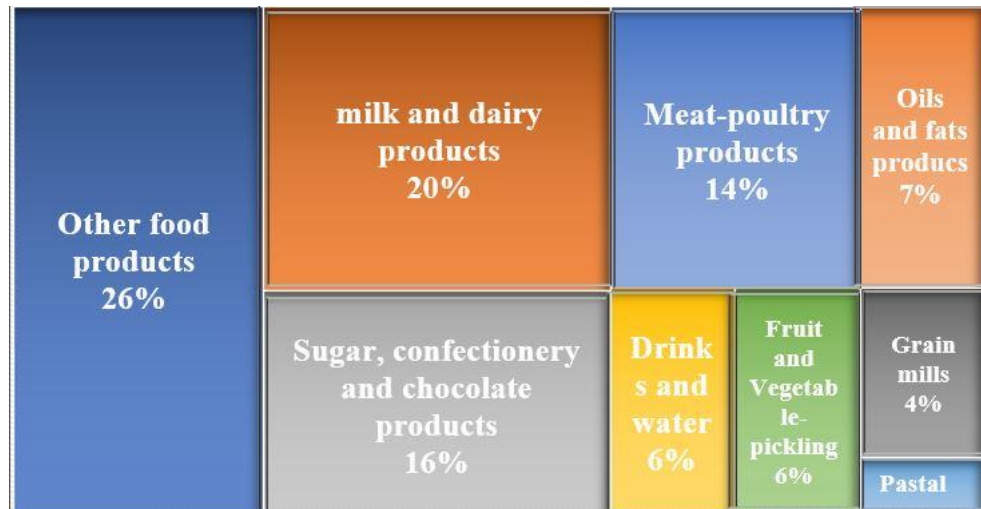 Other food
products
26%
milk and dairy
products
20%
Sugar, confectionery
and chocolate
products
16%
Meat-poultry
products
14%
Drink
s and
water
6%
Fruit
and
Vegetab
le-
pickling
6%
Oils
and fats
producs
7%
Grain
mills
4%
Pastal